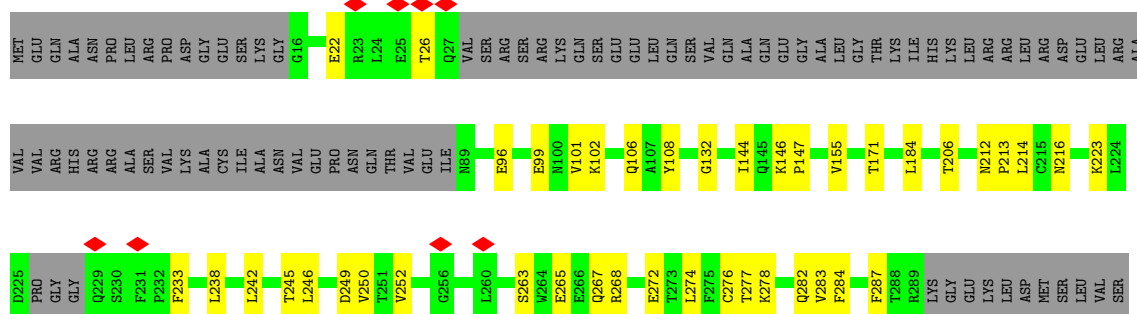 MET GLU GLN ALA ASN PRO LEU ARG PRO ASP GLY GLU SER LYS GLY G16 E22 R23 L24 E25 T26 Q27 VAL SER ARG SER ARG LYS GLN SER GLU GLU LEU GLN SER VAL GLN ALA GLN GLU GLY ALA LEU GLY THR LYS ILE HIS LYS LEU ARG ARG LEU ARG ASP GLU LEU ARG ALA
VAL VAL ARG HIS ARG ARG ALA SER VAL LYS ALA CYS ILE ALA ASN VAL GLU PRO ASN GLN THR VAL GLU ILE N89 E96 E99 N100 V101 K102 Q106 A107 Y108 G132 I144 Q145 K146 P147 V155 T171 L184 T206 N212 P213 L214 C215 N216 K223 L224
D225 PRO GLY GLY Q229 S230 F231 P232 F233 L238 L242 T245 L246 D249 V250 T251 V252 G256 L260 S263 W264 E265 E266 Q267 R268 E272 T273 L274 F275 C276 T277 K278 Q282 V283 F284 F287 T288 R289 LYS GLY GLU LYS LEU ASP MET SER LEU VAL SER